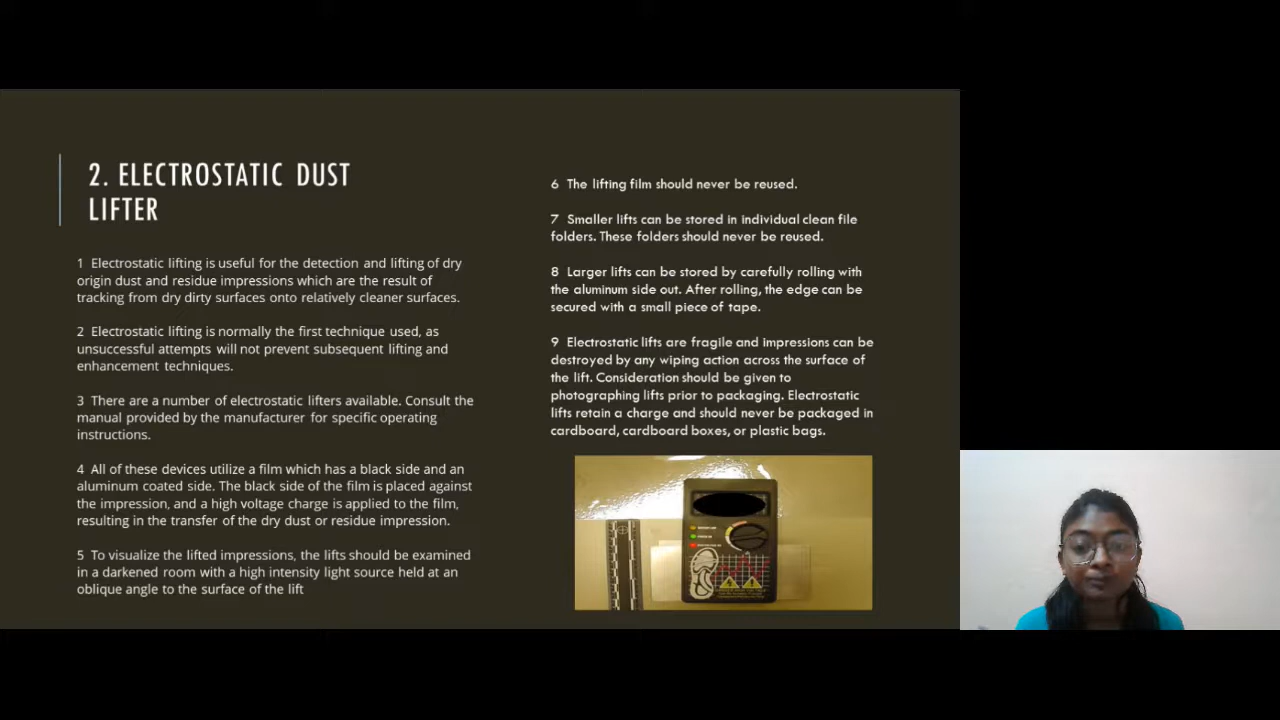 2. ELECTROSTATIC DUST
LIFTER
1 Electrostatic lifting is useful for the detection and lifting of dry
origin dust and residue impressions which are the result of
tracking from dry dirty surfaces onto relatively cleaner surfaces.
2 Electrostatic lifting is normally the first technique used, as
unsuccessful attempts will not prevent subsequent lifting and
enhancement techniques.
3 There are a number of electrostatic lifters available. Consult the
manual provided by the manufacturer for specific operating
instructions.
4 All of these devices utilize a film which has a black side and an
aluminum coated side. The black side of the film is placed against
the impression, and a high voltage charge is applied to the film,
resulting in the transfer of the dry dust or residue impression.
5 To visualize the lifted impressions, the lifts should be examined
in a darkened room with a high intensity light source held at an
oblique angle to the surface of the lift
6 The lifting film should never be reused.
7 Smaller lifts can be stored in individual clean file
folders. These folders should never be reused.
8 Larger lifts can be stored by carefully rolling with
the aluminum side out. After rolling, the edge can be
secured with a small piece of tape.
9 Electrostatic lifts are fragile and impressions can be
destroyed by any wiping action across the surface of
the lift. Consideration should be given to
photographing lifts prior to packaging. Electrostatic
lifts retain a charge and should never be packaged in
cardboard, cardboard boxes, or plastic bags.